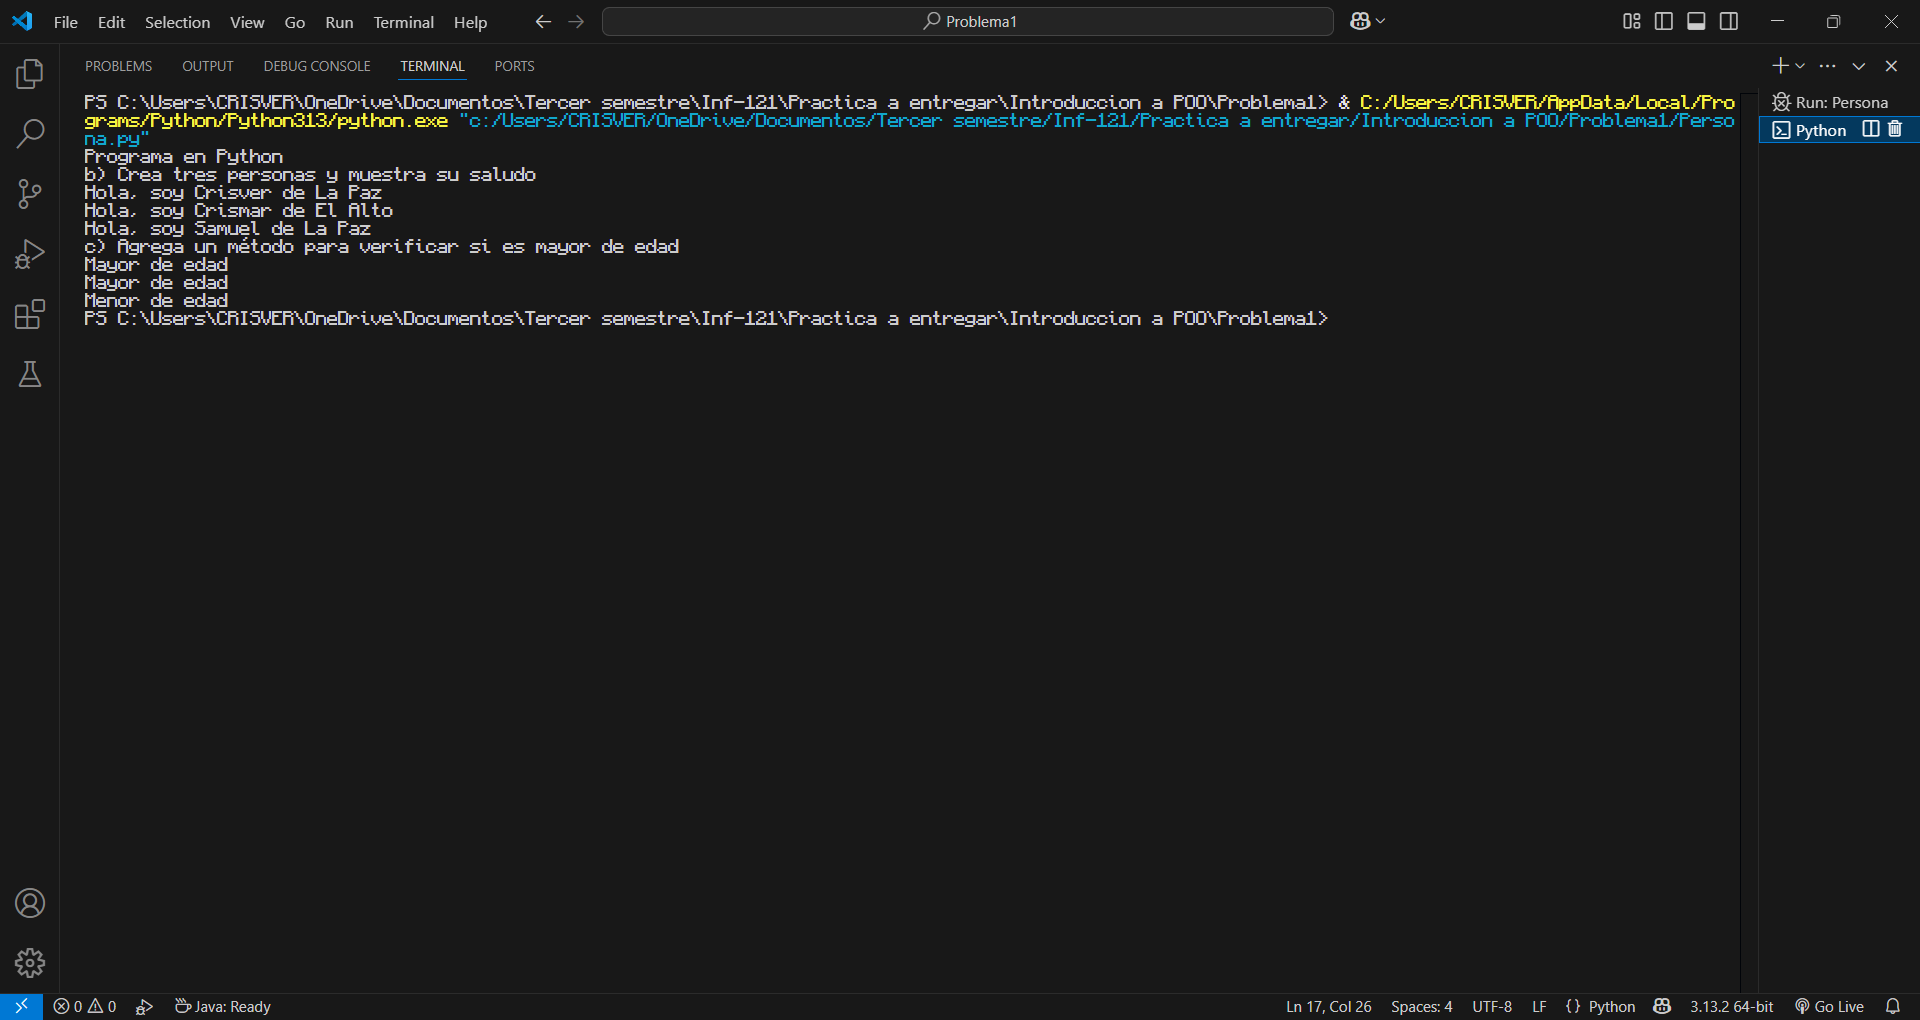 File Edit Selection View Go Run Terminal Help
Problema1
PROBLEMS OUTPUT DEBUG CONSOLE TERMINAL PORTS
PS C:\Users\CRISVER\OneDrive\Documentos\Tercer semestre\Inf-121\Practica a entregar\Introduccion a POO\Problema1> & C:/Users/CRISVER/AppData/Local/Pro
grams/Python/Python313/python.exe "c:/Users/CRISVER/OneDrive/Documentos/Tercer semestre/Inf-121/Practica a entregar/Introduccion a POO/Problema1/Perso
na.py"
Programa en Python
b) Crea tres personas y muestra su saludo
Hola, soy Crisver de La Paz
Hola, soy Crismar de El Alto
Hola, soy Samuel de La Paz
c) Agrega un método para verificar si es mayor de edad
Mayor de edad
Mayor de edad
Menor de edad
PS C:\Users\CRISVER\OneDrive\Documentos\Tercer semestre\Inf-121\Practica a entregar\Introduccion a POO\Problema1>
Run: Persona
Python
0 0 Java: Ready Ln 17, Col 26 Spaces: 4 UTF-8 LF {} Python 3.13.2 64-bit Go Live